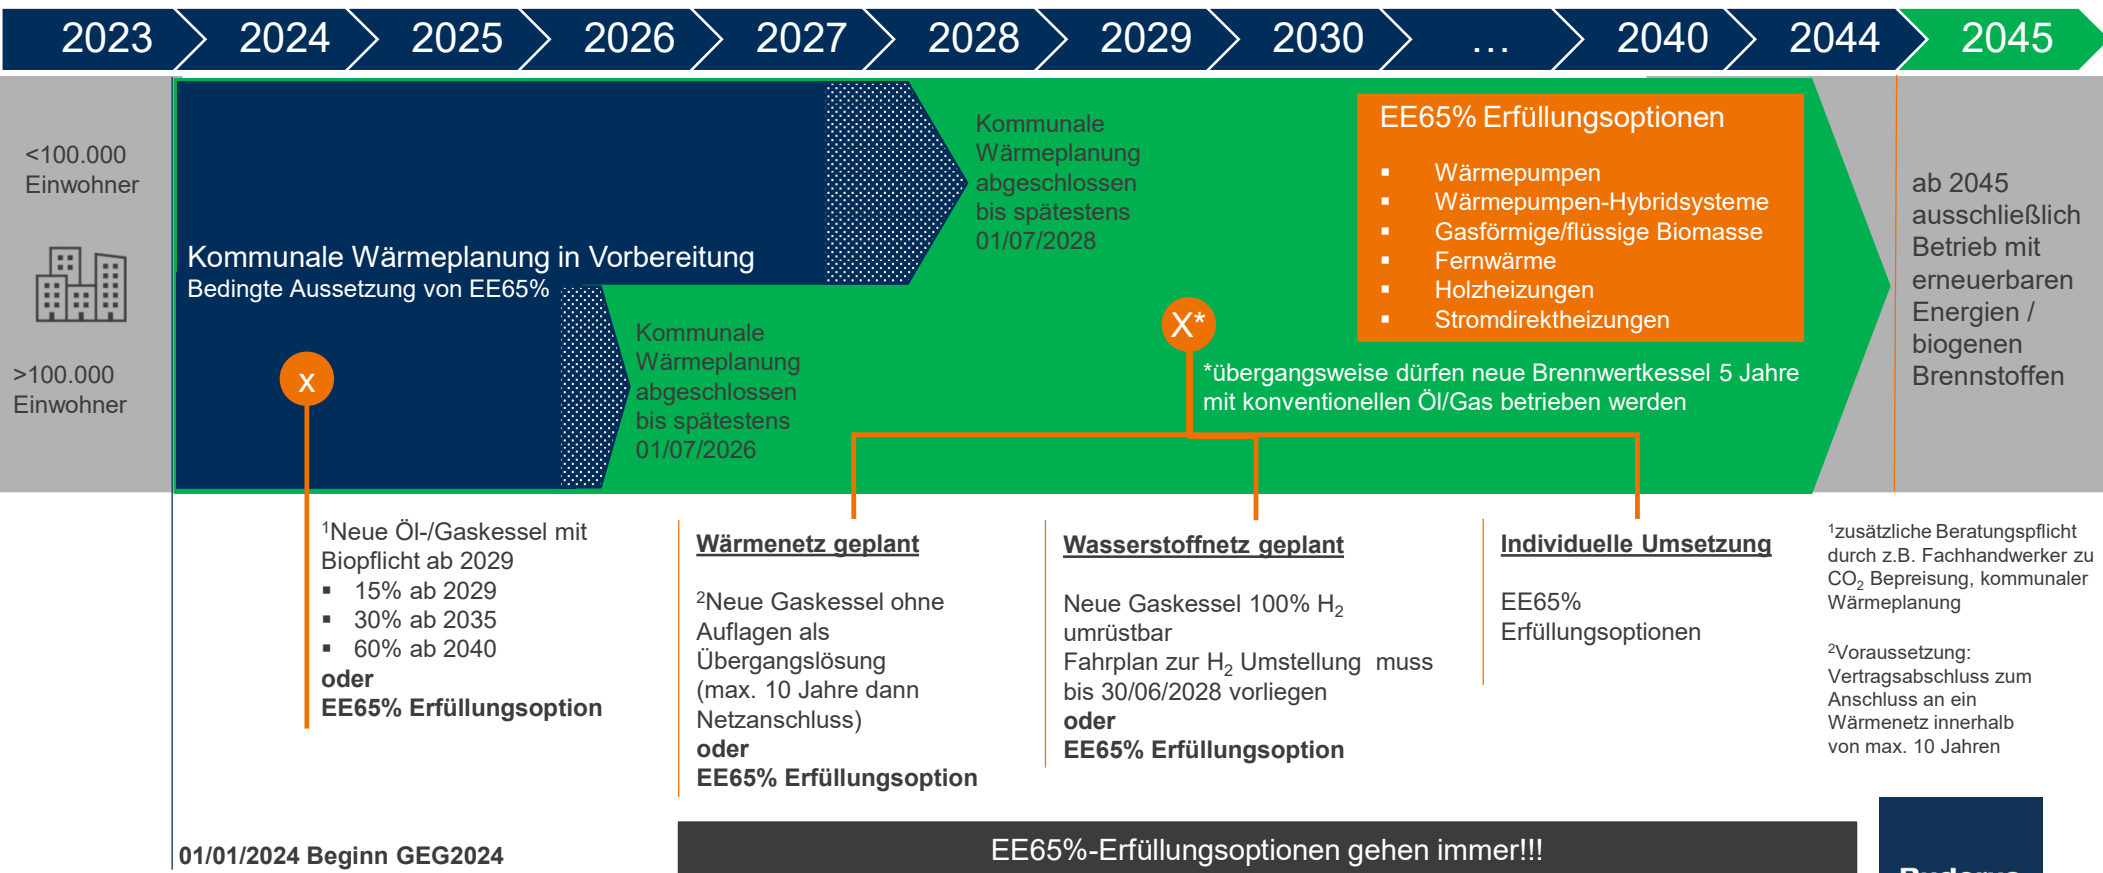 2023 2024 2025 2026 2027 2028 2029 2030 ... 2040 2044 2045
<100.000
Einwohner
>100.000
Einwohner
Kommunale Wärmeplanung in Vorbereitung
Bedingte Aussetzung von EE65%
x
Kommunale
Wärmeplanung
abgeschlossen
bis spätestens
01/07/2028
Kommunale
Wärmeplanung
abgeschlossen
bis spätestens
01/07/2026
X*
EE65% Erfüllungsoptionen
▪ Wärmepumpen
▪ Wärmepumpen-Hybridsysteme
▪ Gasförmige/flüssige Biomasse
▪ Fernwärme
▪ Holzheizungen
▪ Stromdirektheizungen
*übergangsweise dürfen neue Brennwertkessel 5 Jahre
mit konventionellen Öl/Gas betrieben werden
ab 2045
ausschließlich
Betrieb mit
erneuerbaren
Energien /
biogenen
Brennstoffen
¹Neue Öl-/Gaskessel mit
Biopflicht ab 2029
▪ 15% ab 2029
▪ 30% ab 2035
▪ 60% ab 2040
oder
EE65% Erfüllungsoption
Wärmenetz geplant
²Neue Gaskessel ohne
Auflagen als
Übergangslösung
(max. 10 Jahre dann
Netzanschluss)
oder
EE65% Erfüllungsoption
Wasserstoffnetz geplant
Neue Gaskessel 100% H₂
umrüstbar
Fahrplan zur H₂ Umstellung muss
bis 30/06/2028 vorliegen
oder
EE65% Erfüllungsoption
Individuelle Umsetzung
EE65%
Erfüllungsoptionen
¹zusätzliche Beratungspflicht
durch z.B. Fachhandwerker zu
CO₂ Bepreisung, kommunaler
Wärmeplanung
²Voraussetzung:
Vertragsabschluss zum
Anschluss an ein
Wärmenetz innerhalb
von max. 10 Jahren
01/01/2024 Beginn GEG2024
EE65%-Erfüllungsoptionen gehen immer!!!